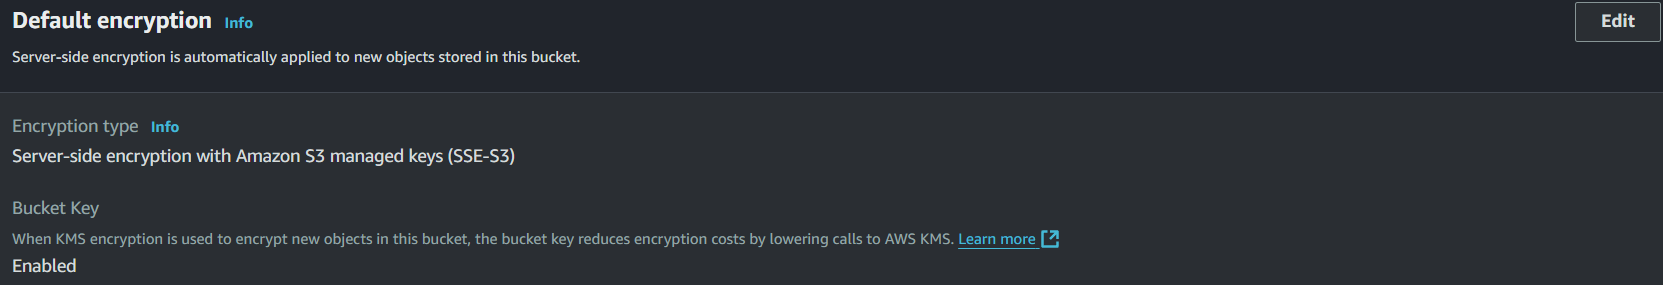 Default encryption Info
Edit
Server-side encryption is automatically applied to new objects stored in this bucket.
Encryption type Info
Server-side encryption with Amazon S3 managed keys (SSE-S3)
Bucket Key
When KMS encryption is used to encrypt new objects in this bucket, the bucket key reduces encryption costs by lowering calls to AWS KMS. Learn more
Enabled